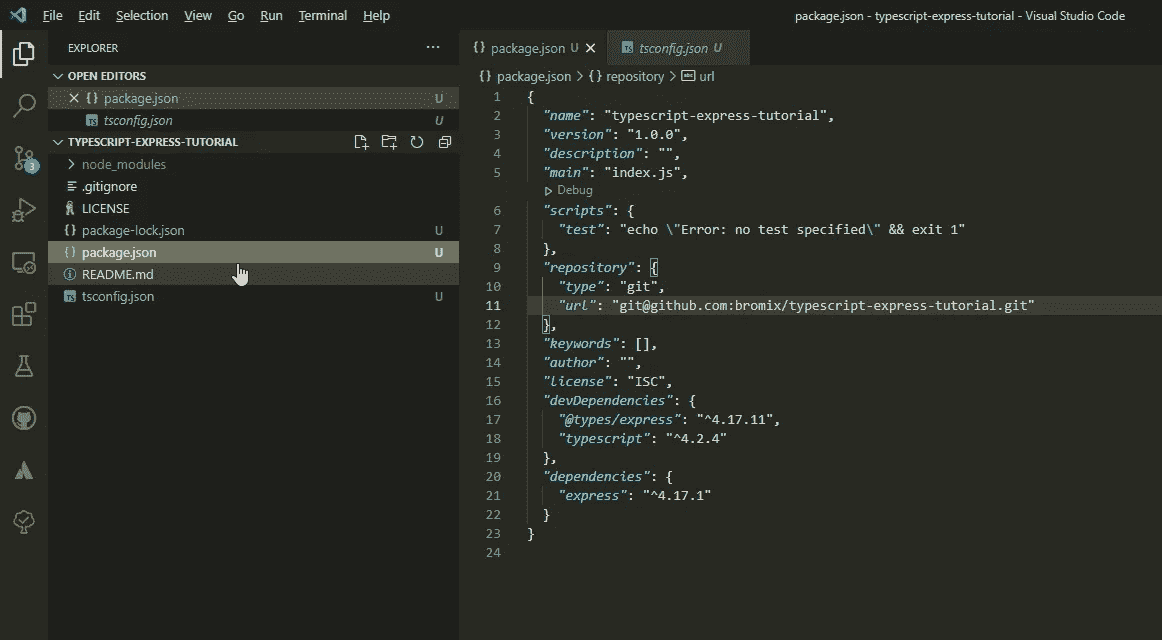 File Edit Selection View Go Run Terminal Help
package.json - typescript-express-tutorial - Visual Studio Code
EXPLORER
OPEN EDITORS
package.json U
tsconfig.json U
TYPESCRIPT-EXPRESS-TUTORIAL
node_modules
.gitignore
LICENSE
package-lock.json U
package.json U
README.md
tsconfig.json U
3
package.json U
tsconfig.json U
{} package.json > {} repository > url
1 {
2 "name": "typescript-express-tutorial",
3 "version": "1.0.0",
4 "description": "",
5 "main": "index.js",
Debug
6 "scripts": {
7 "test": "echo \"Error: no test specified\" && exit 1"
8 },
9 "repository": {
10 "type": "git",
11 "url": "git@github.com:bromix/typescript-express-tutorial.git"
12 },
13 "keywords": [],
14 "author": "",
15 "license": "ISC",
16 "devDependencies": {
17 "@types/express": "^4.17.11",
18 "typescript": "^4.2.4"
19 },
20 "dependencies": {
21 "express": "^4.17.1"
22 }
23 }
24